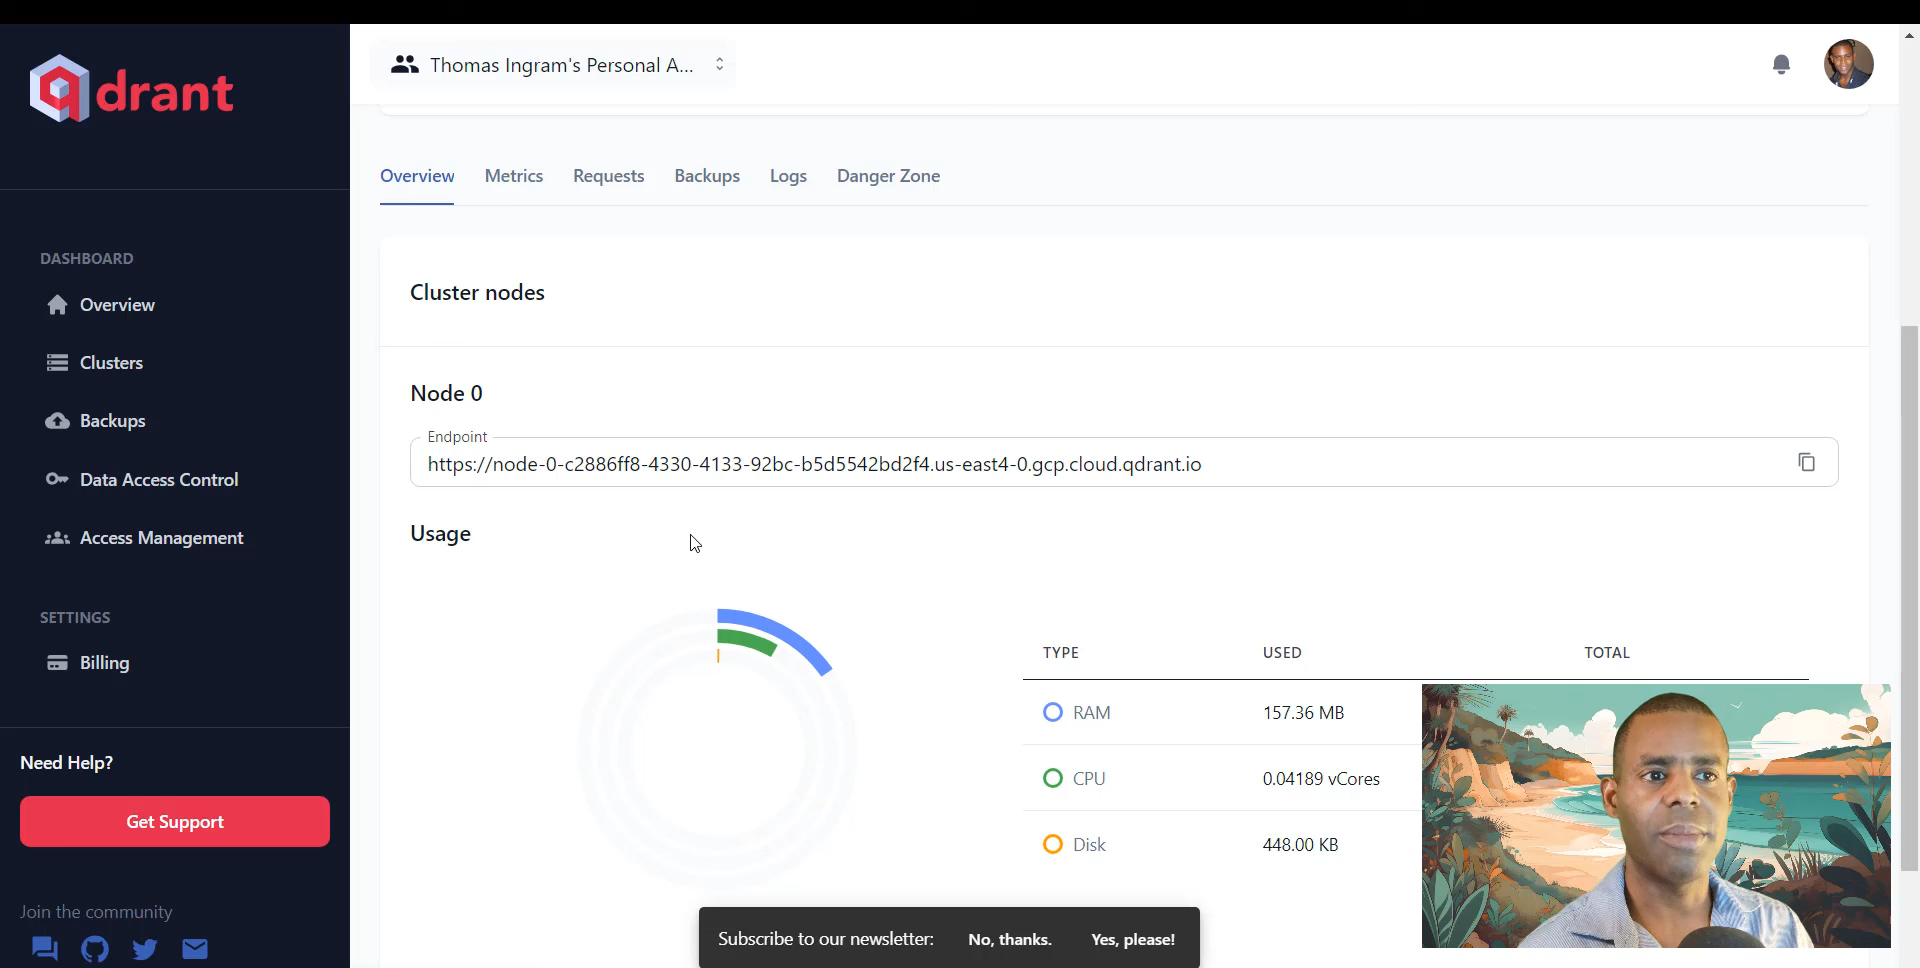 qdrant
Thomas Ingram's Personal A...
DASHBOARD
Overview
Clusters
Backups
Data Access Control
Access Management
SETTINGS
Billing
Need Help?
Get Support
Join the community
Overview Metrics Requests Backups Logs Danger Zone
Cluster nodes
Node 0
Endpoint
https://node-0-c2886ff8-4330-4133-92bc-b5d5542bd2f4.us-east4-0.gcp.cloud.qdrant.io
Usage
TYPE USED TOTAL
RAM 157.36 MB
CPU 0.04189 vCores
Disk 448.00 KB
Subscribe to our newsletter: No, thanks. Yes, please!